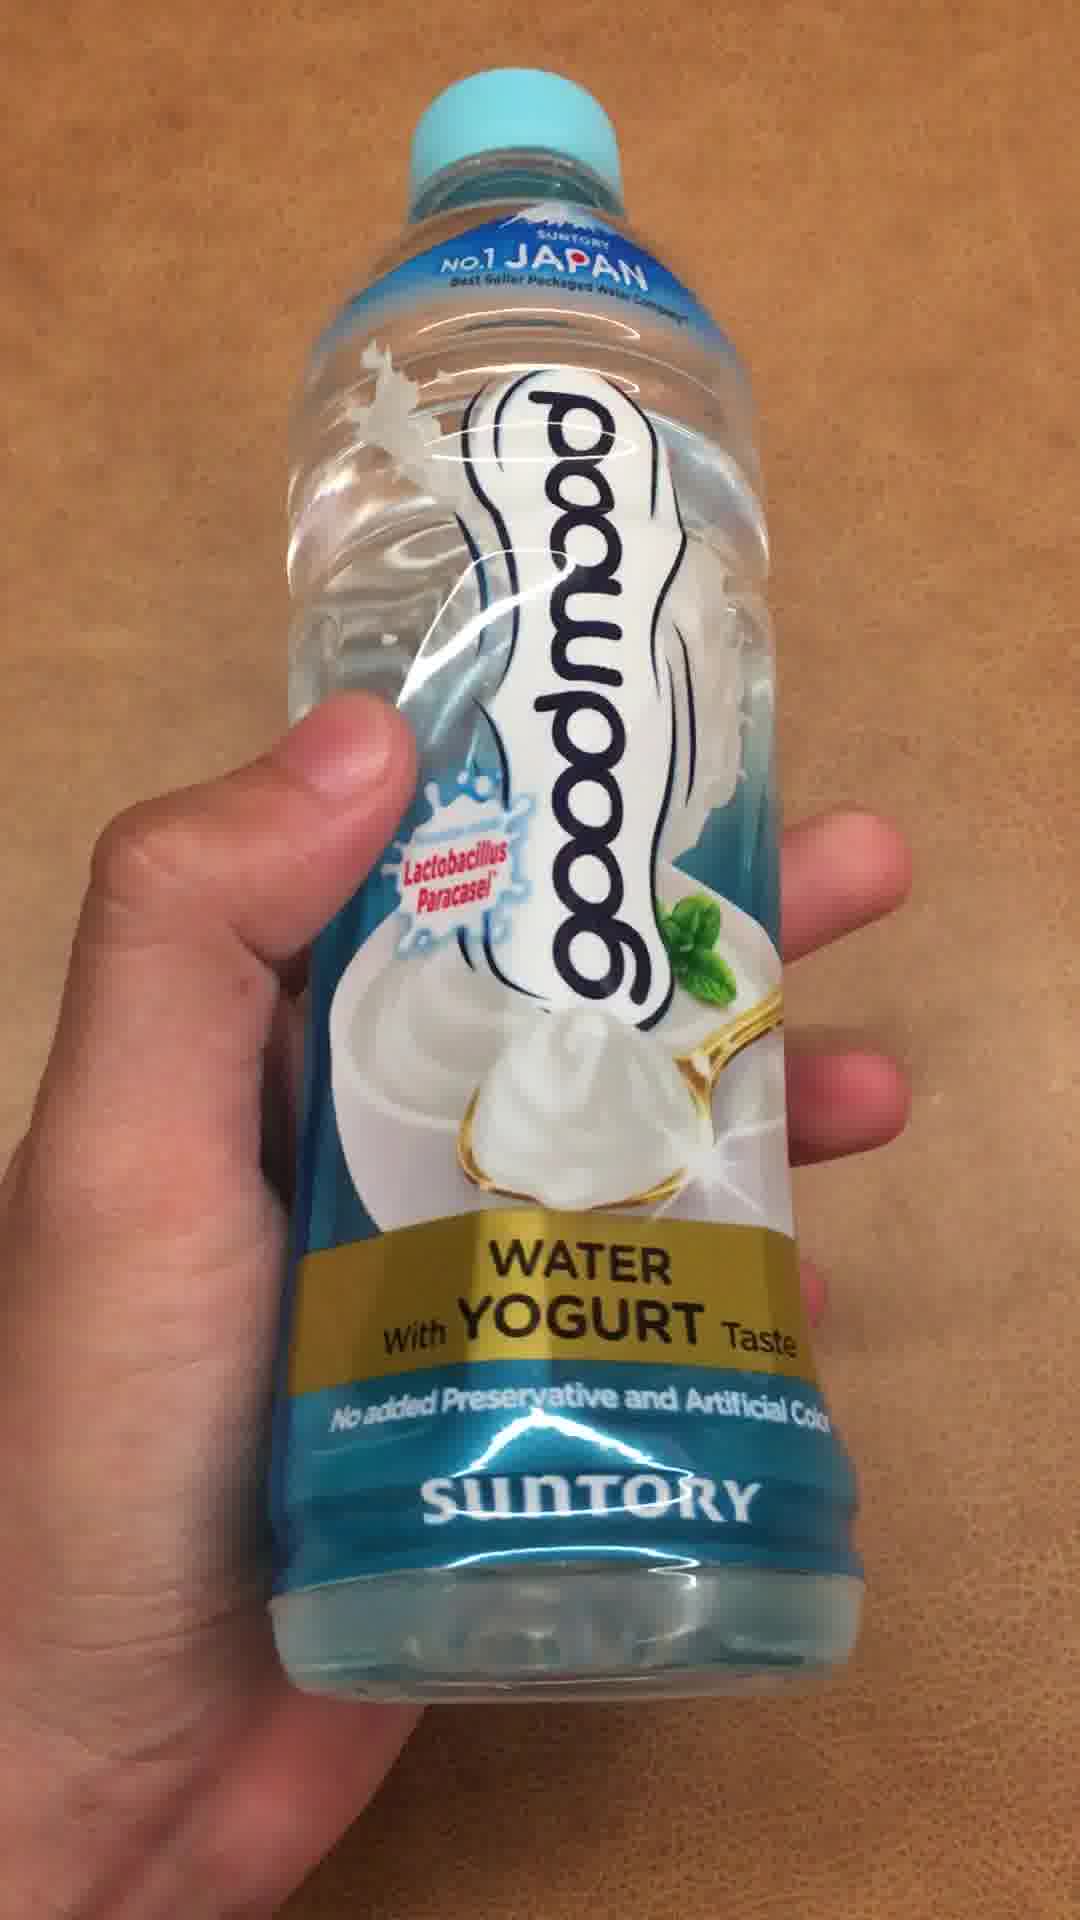 SUNTORY
NO.1 JAPAN
Best Seller Packaged Water Company*
goodmood
Lactobacillus
Paracasei*
WATER
With YOGURT Taste
No added Preservative and Artificial Color
SUNTORY